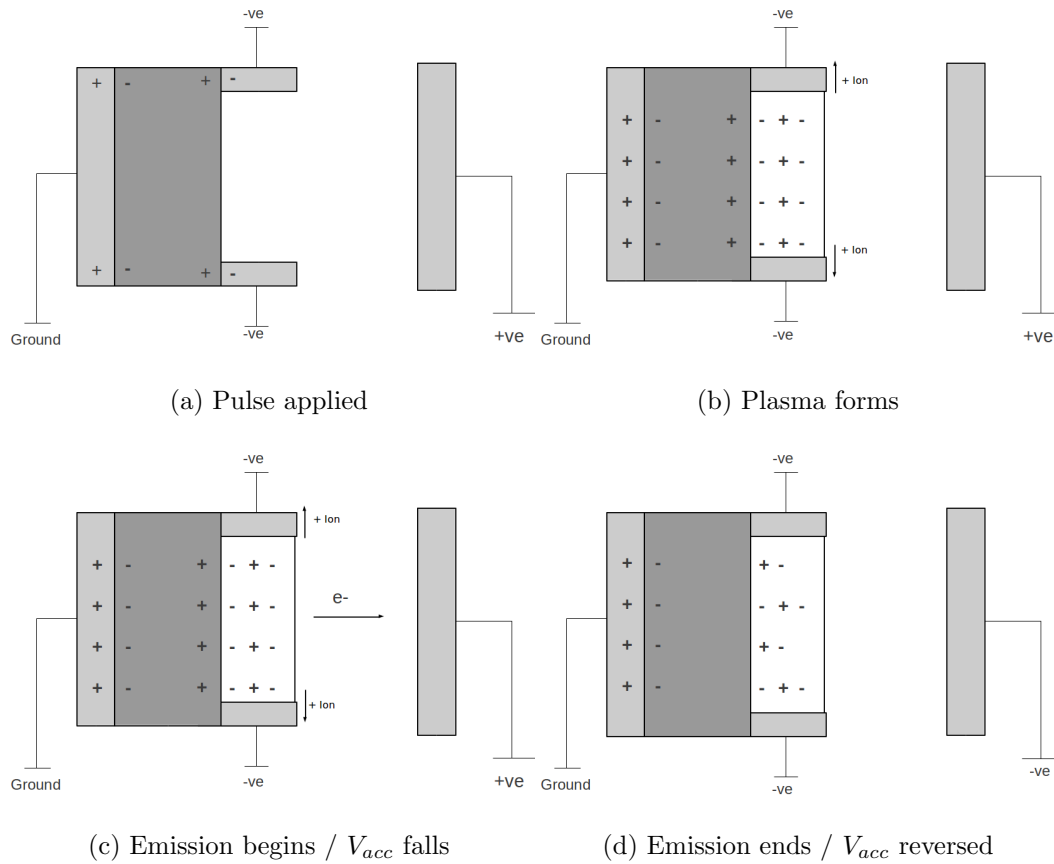 -ve
+ - + -
+ - + -
-ve
Ground
+ve
(a) Pulse applied
-ve
+ Ion
+ - + - + -
+ - + - + -
+ - + - + -
+ - + - + -
+ Ion
-ve
Ground
+ve
(b) Plasma forms
-ve
+ Ion
+ - + - + -
e-
+ - + - + -
+ - + - + -
+ - + - + -
+ Ion
-ve
Ground
+ve
(c) Emission begins / V_acc falls
-ve
+ - + -
+ - - + -
+ - + -
+ - - + -
-ve
Ground
-ve
(d) Emission ends / V_acc reversed